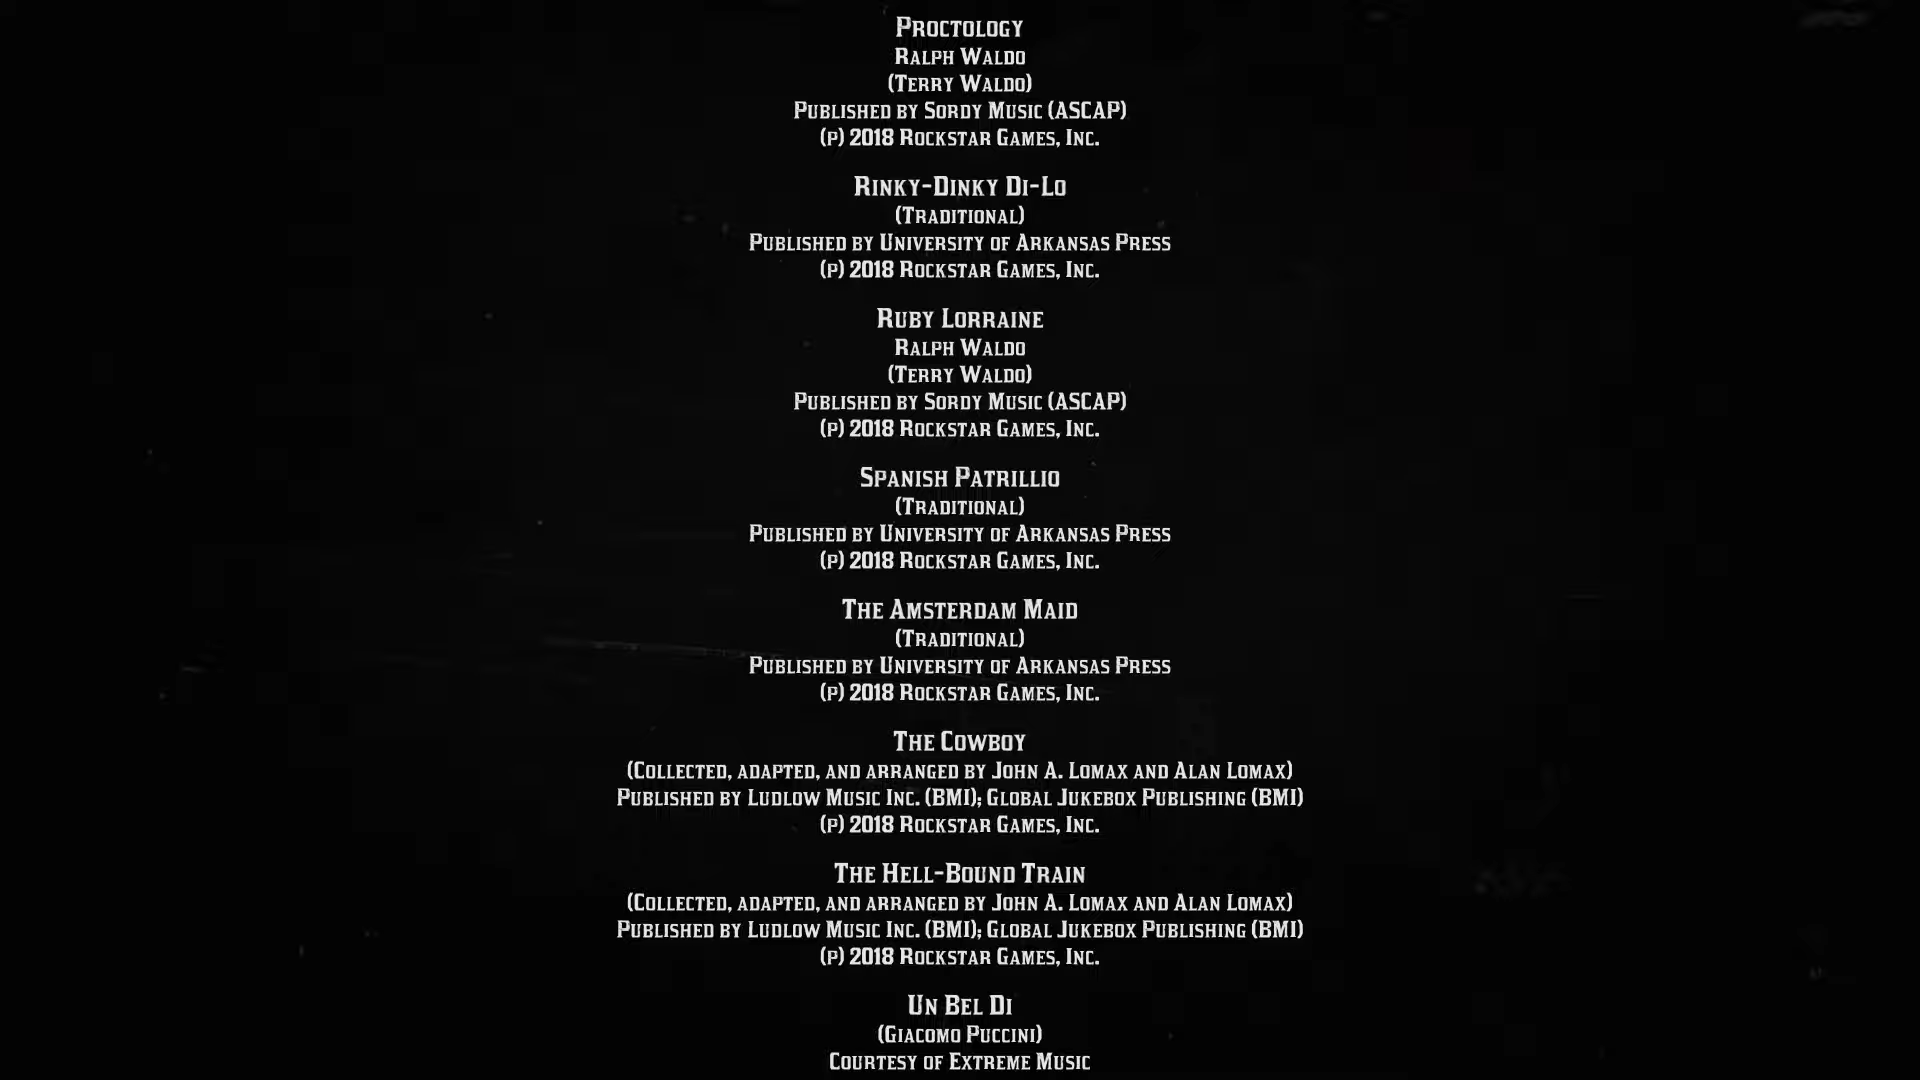 Proctology
Ralph Waldo
(Terry Waldo)
Published by Sordy Music (ASCAP)
(p) 2018 Rockstar Games, Inc.
Rinky-Dinky Di-Lo
(Traditional)
Published by University of Arkansas Press
(p) 2018 Rockstar Games, Inc.
Ruby Lorraine
Ralph Waldo
(Terry Waldo)
Published by Sordy Music (ASCAP)
(p) 2018 Rockstar Games, Inc.
Spanish Patrillio
(Traditional)
Published by University of Arkansas Press
(p) 2018 Rockstar Games, Inc.
The Amsterdam Maid
(Traditional)
Published by University of Arkansas Press
(p) 2018 Rockstar Games, Inc.
The Cowboy
(Collected, adapted, and arranged by John A. Lomax and Alan Lomax)
Published by Ludlow Music Inc. (BMI); Global Jukebox Publishing (BMI)
(p) 2018 Rockstar Games, Inc.
The Hell-Bound Train
(Collected, adapted, and arranged by John A. Lomax and Alan Lomax)
Published by Ludlow Music Inc. (BMI); Global Jukebox Publishing (BMI)
(p) 2018 Rockstar Games, Inc.
Un Bel Di
(Giacomo Puccini)
Courtesy of Extreme Music